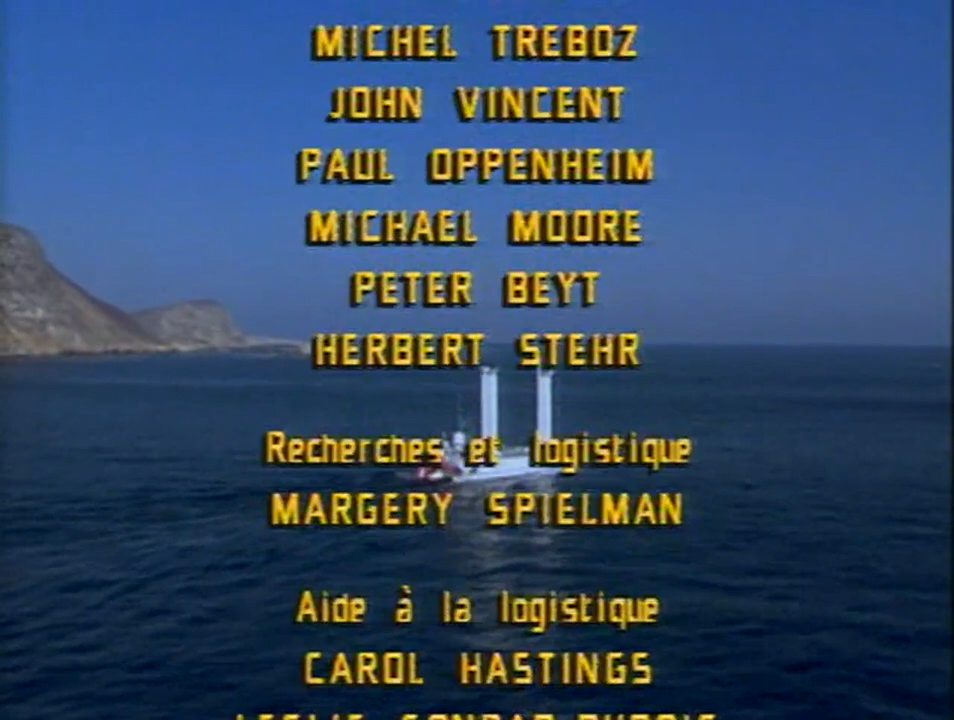 MICHEL TREBOZ
JOHN VINCENT
PAUL OPPENHEIM
MICHAEL MOORE
PETER BEYT
HERBERT STEHR
Recherches et logistique
MARGERY SPIELMAN
Aide à la logistique
CAROL HASTINGS